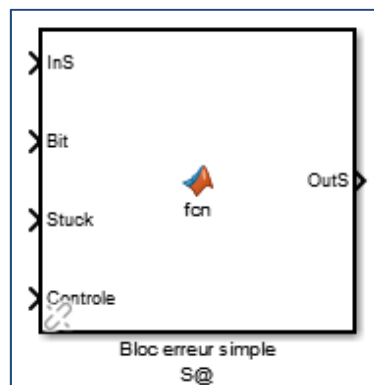 InS
Bit
OutS
fcn
Stuck
Controle
Bloc erreur simple
S@